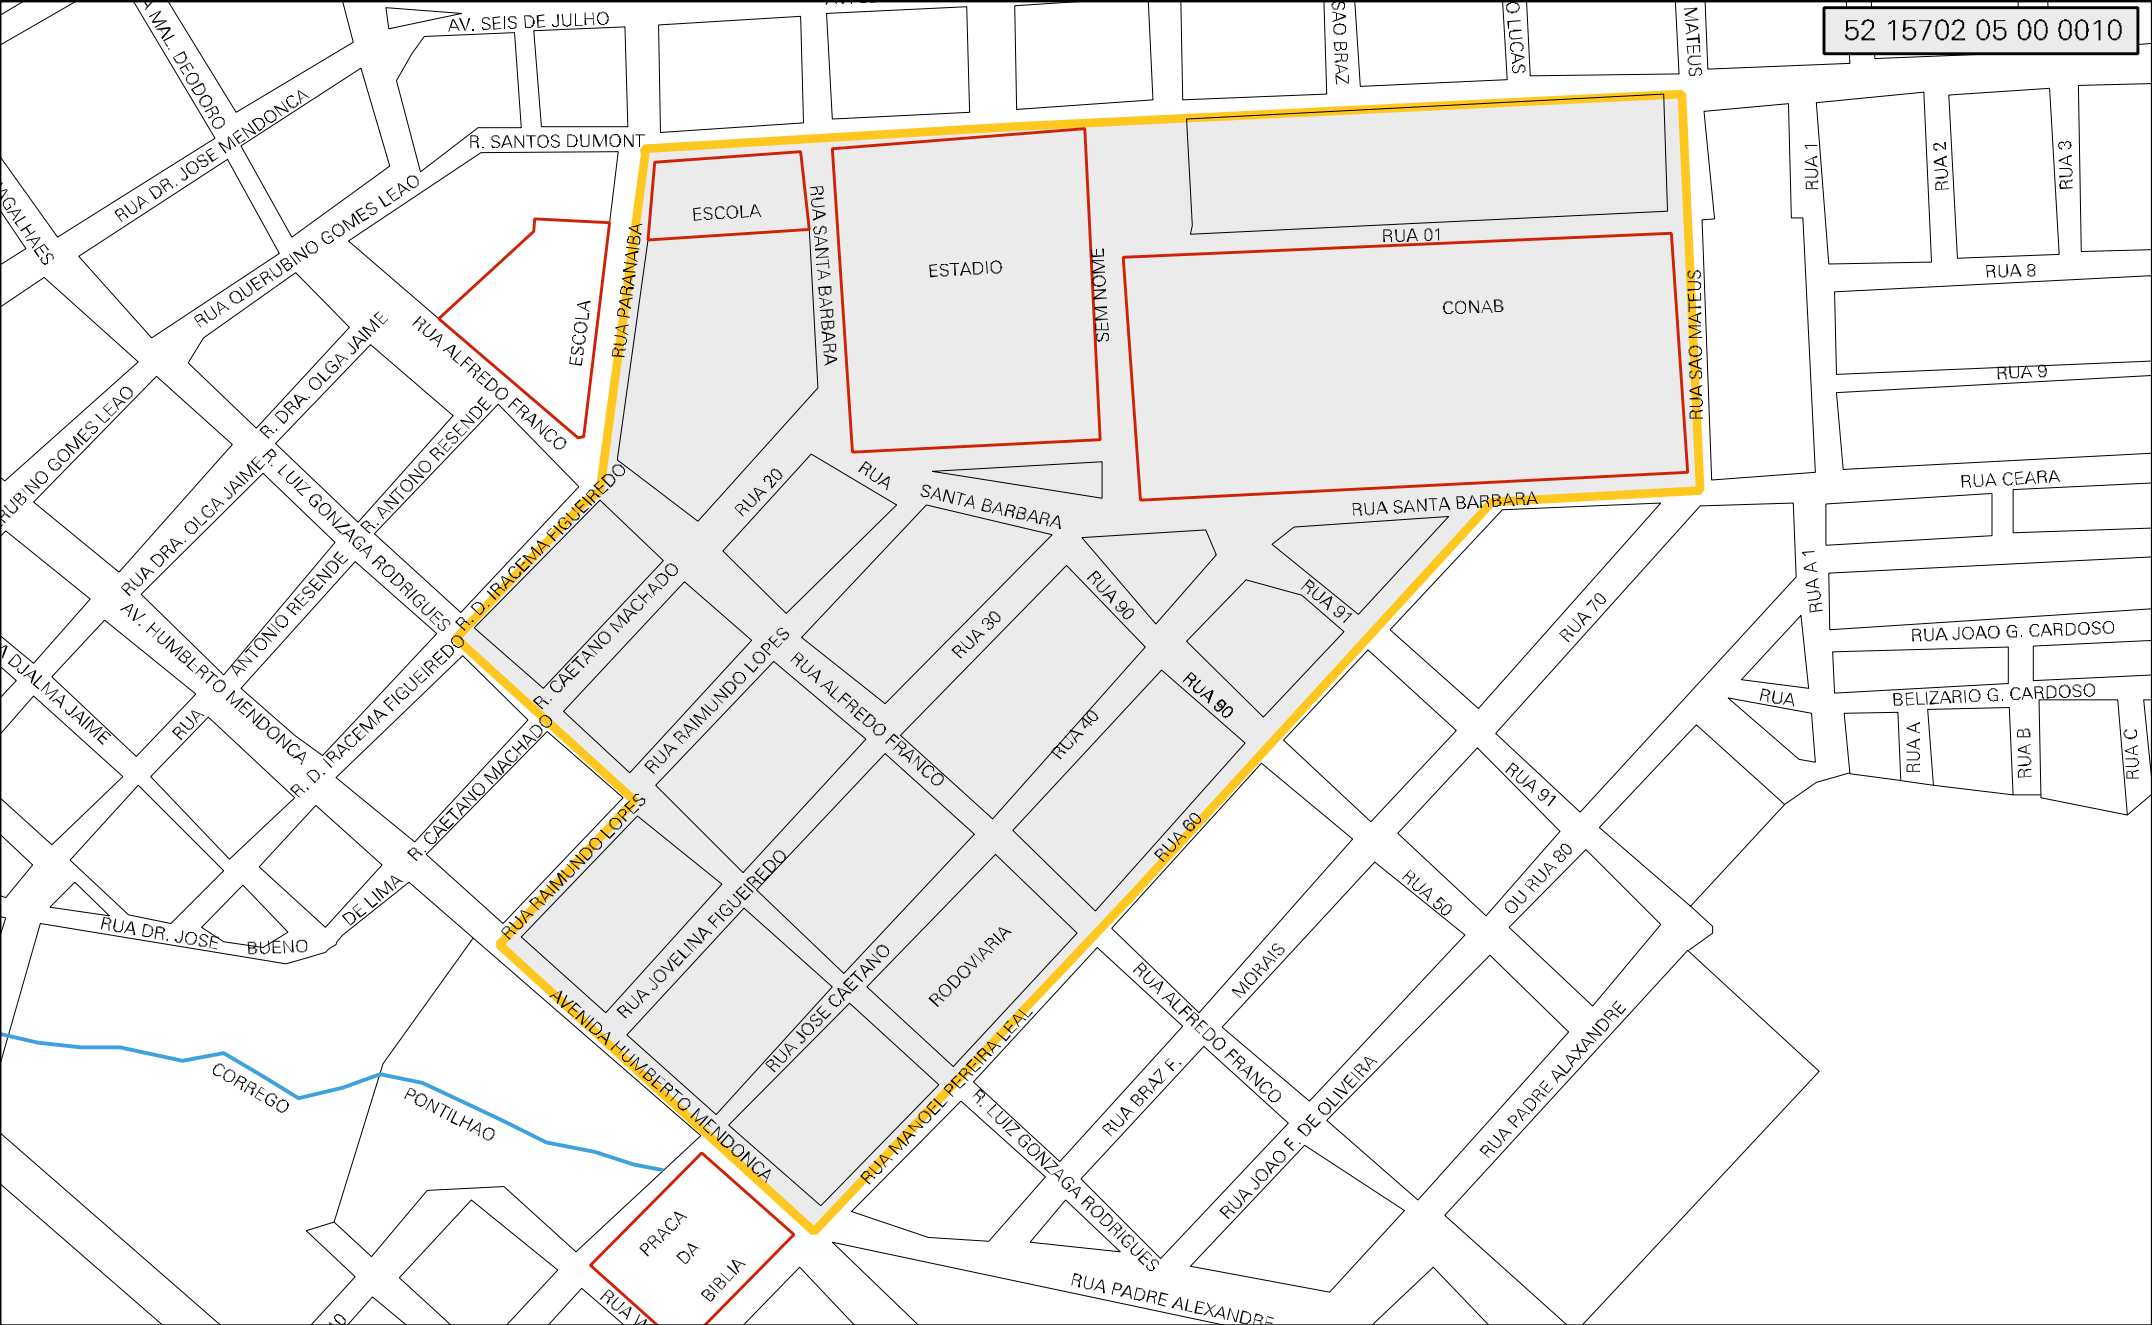 AV. SEIS DE JULHO
52 15702 05 00 0010
A MAL. DEODORO
SAO BRAZ
O LUCAS
MATEUS
RUA DR. JOSE MENDONCA
R. SANTOS DUMONT
AGALHAES
RUA QUERUBINO GOMES LEAO
ESCOLA
RUA SANTA BARBARA
ESTADIO
SEM NOME
RUA 01
CONAB
RUA SAO MATEUS
RUA 1
RUA 2
RUA 3
RUA 8
RUA 9
RUA CEARA
RUA PARANAIBA
ESCOLA
RUA ALFREDO FRANCO
R. DRA. OLGA JAIME
R. ANTONO RESENDE
RUBINO GOMES LEAO
RUA DRA. OLGA JAIME
R. LUIZ GONZAGA RODRIGUES
R. D. IRACEMA FIGUEIREDO
RUA 20
RUA
SANTA BARBARA
RUA SANTA BARBARA
RUA 90
RUA 91
RUA 70
RUA A 1
RUA JOAO G. CARDOSO
BELIZARIO G. CARDOSO
RUA
RUA A
RUA B
RUA C
AV. HUMBERTO MENDONCA
ANTONIO RESENDE
A DJALMA JAIME
RUA
R. D. IRACEMA FIGUEIREDO
R. CAETANO MACHADO
RUA RAIMUNDO LOPES
RUA 30
RUA ALFREDO FRANCO
RUA 40
RUA 60
RUA 91
OU RUA 80
RUA 50
R. CAETANO MACHADO
RUA RAIMUNDO LOPES
DE LIMA
RUA DR. JOSE
BUENO
RUA JOVELINA FIGUEIREDO
RUA JOSE CAETANO
RODOVIARIA
AVENIDA HUMBERTO MENDONCA
RUA MANOEL PEREIRA LEAL
RUA ALFREDO FRANCO
MORAIS
RUA BRAZ F.
RUA JOAO F. DE OLIVEIRA
RUA PADRE ALAXANDRE
R. LUIZ GONZAGA RODRIGUES
CORREGO
PONTILHAO
PRACA
DA
BIBLIA
RUA PADRE ALEXANDRE